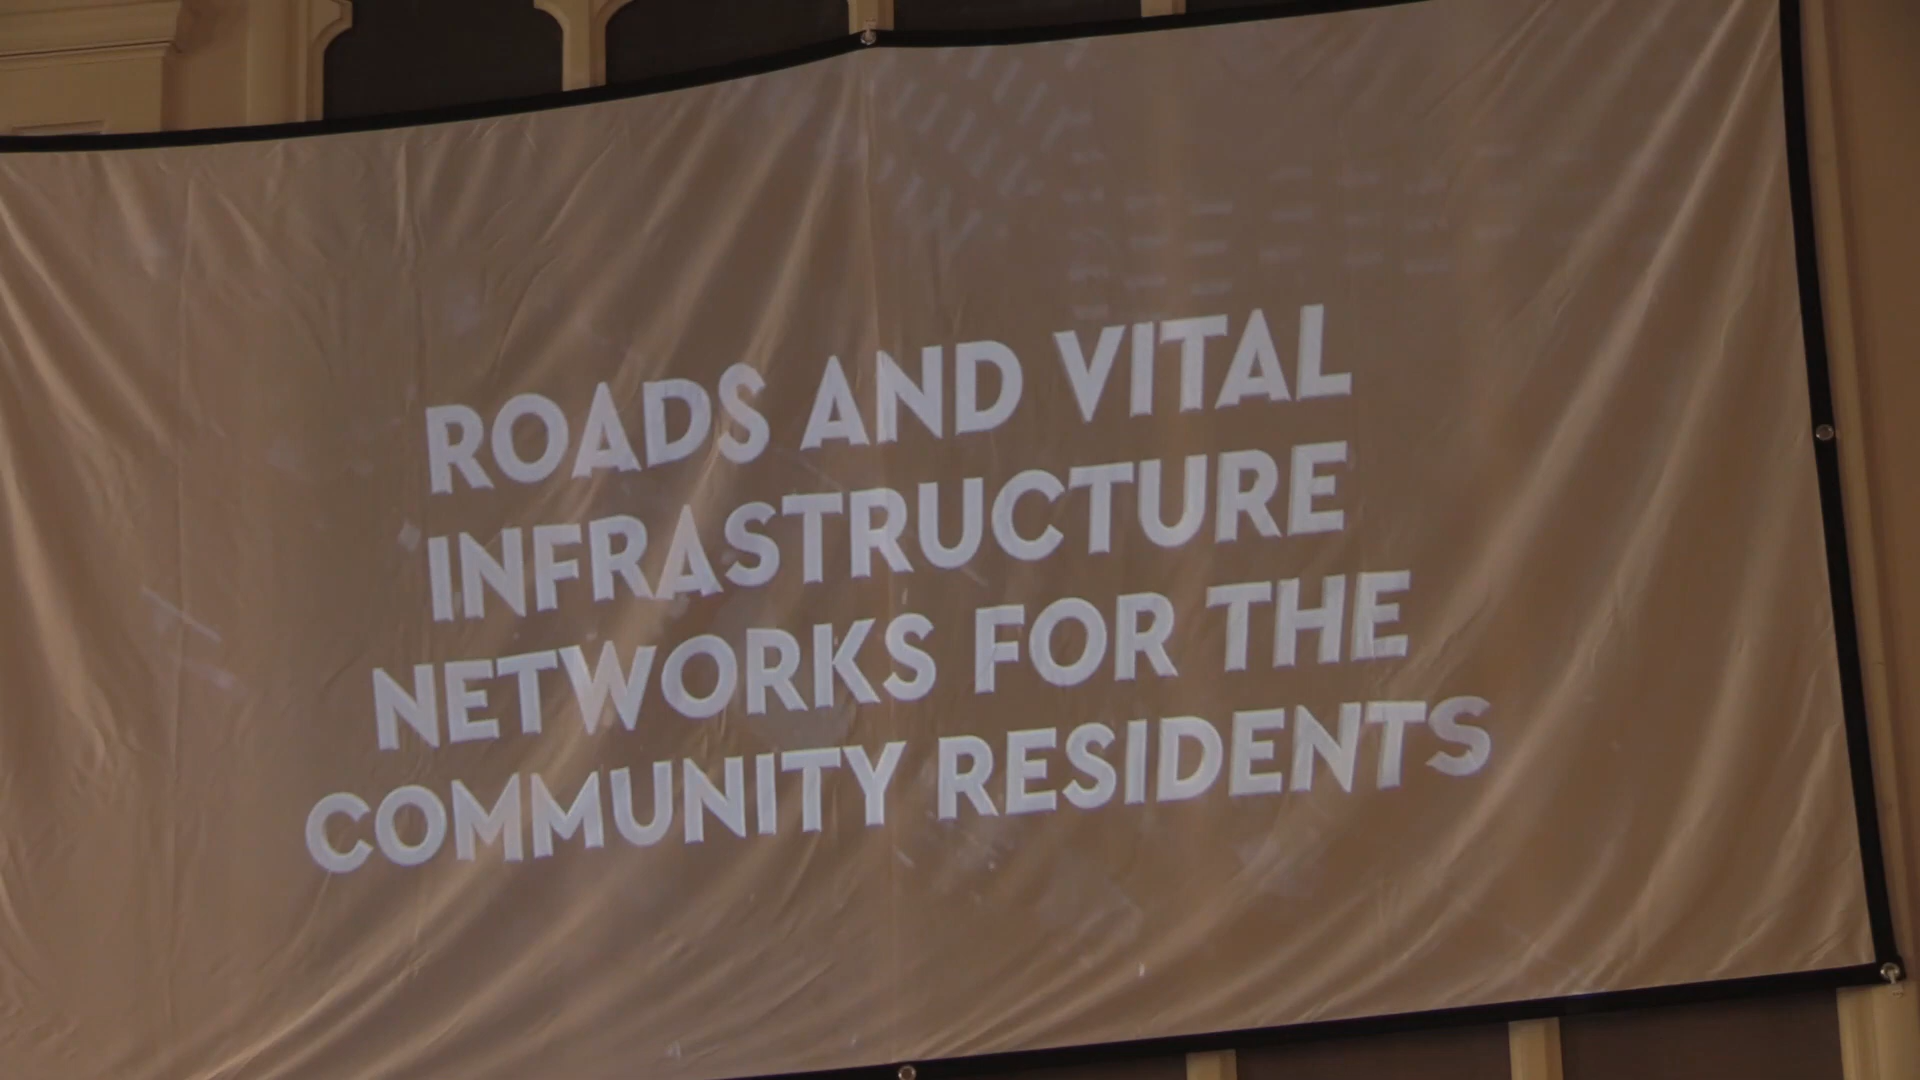 ROADS AND VITAL
INFRASTRUCTURE
NETWORKS FOR THE
COMMUNITY RESIDENTS